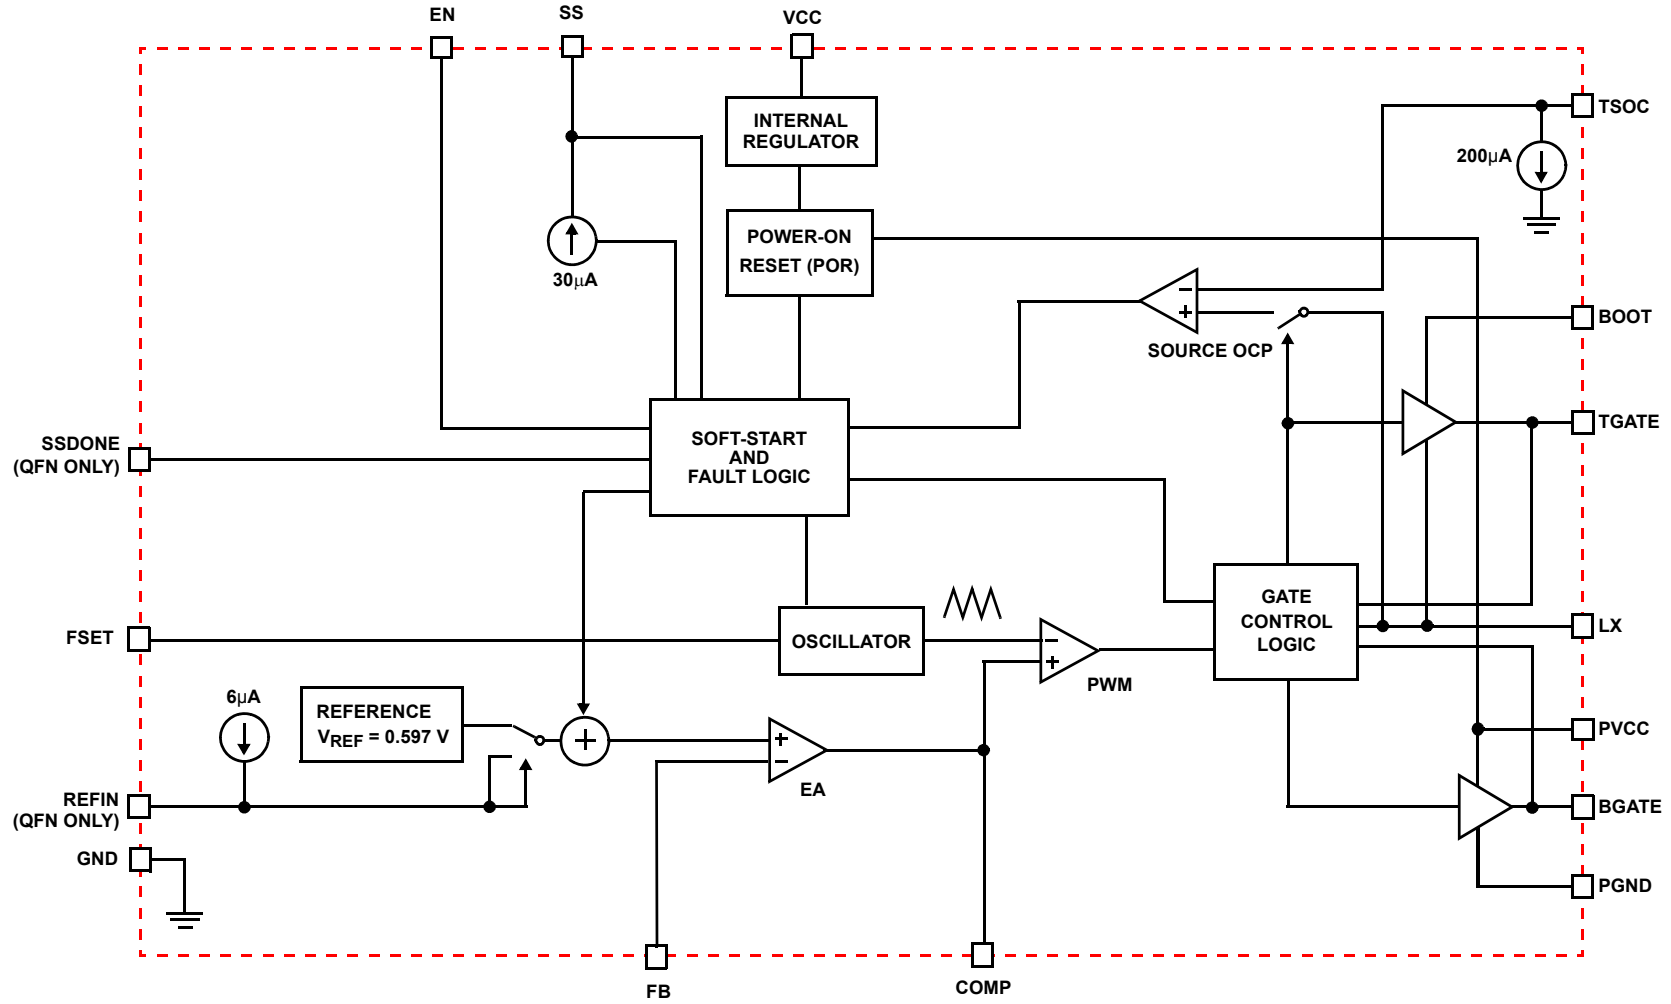 EN
SS
VCC
TSOC
INTERNAL
REGULATOR
200µA
POWER-ON
RESET (POR)
30µA
−
+
SOURCE OCP
BOOT
TGATE
SSDONE
(QFN ONLY)
SOFT-START
AND
FAULT LOGIC
GATE
CONTROL
LOGIC
LX
FSET
OSCILLATOR
−
+
PWM
6µA
REFERENCE
VREF = 0.597 V
+
+
−
EA
PVCC
REFIN
(QFN ONLY)
BGATE
GND
PGND
FB
COMP